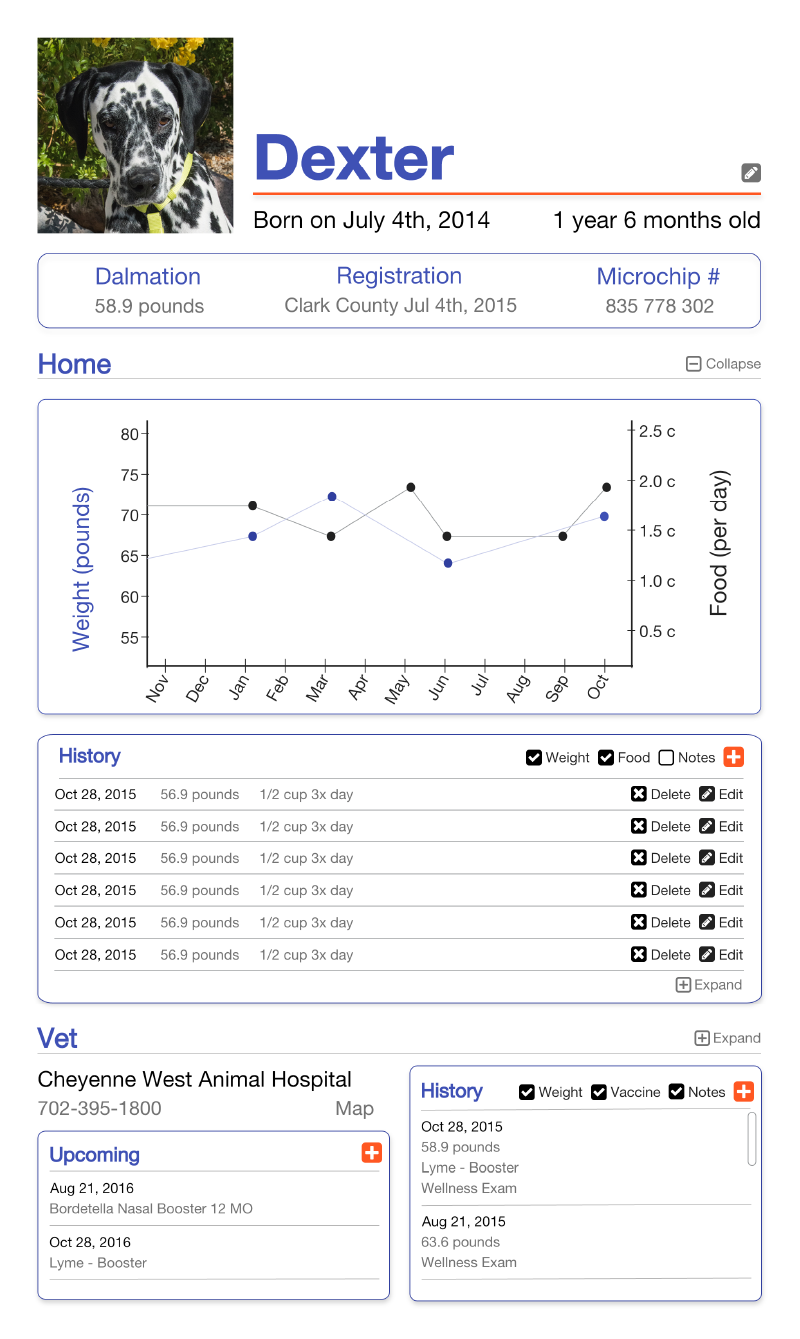 Dexter
Born on July 4th, 2014 1 year 6 months old
Dalmation Registration Microchip #
58.9 pounds Clark County Jul 4th, 2015 835 778 302
Home Collapse
80 2.5 c
75 2.0 c
70 1.5 c
65 1.0 c
60 0.5 c
55
Weight (pounds)
Food (per day)
Nov Dec Jan Feb Mar Apr May Jun Jul Aug Sep Oct
History Weight Food Notes
Oct 28, 2015 56.9 pounds 1/2 cup 3x day Delete Edit
Oct 28, 2015 56.9 pounds 1/2 cup 3x day Delete Edit
Oct 28, 2015 56.9 pounds 1/2 cup 3x day Delete Edit
Oct 28, 2015 56.9 pounds 1/2 cup 3x day Delete Edit
Oct 28, 2015 56.9 pounds 1/2 cup 3x day Delete Edit
Oct 28, 2015 56.9 pounds 1/2 cup 3x day Delete Edit
Expand
Vet Expand
Cheyenne West Animal Hospital
702-395-1800 Map
Upcoming
Aug 21, 2016
Bordetella Nasal Booster 12 MO
Oct 28, 2016
Lyme - Booster
History Weight Vaccine Notes
Oct 28, 2015
58.9 pounds
Lyme - Booster
Wellness Exam
Aug 21, 2015
63.6 pounds
Wellness Exam